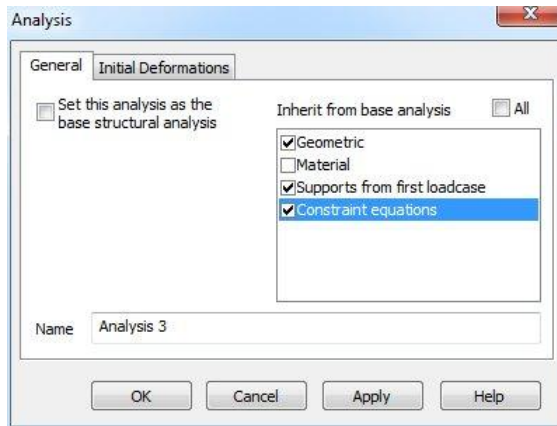 Analysis
General
Initial Deformations
Set this analysis as the
base structural analysis
Inherit from base analysis
All
Geometric
Material
Supports from first loadcase
Constraint equations
Name
Analysis 3
OK
Cancel
Apply
Help